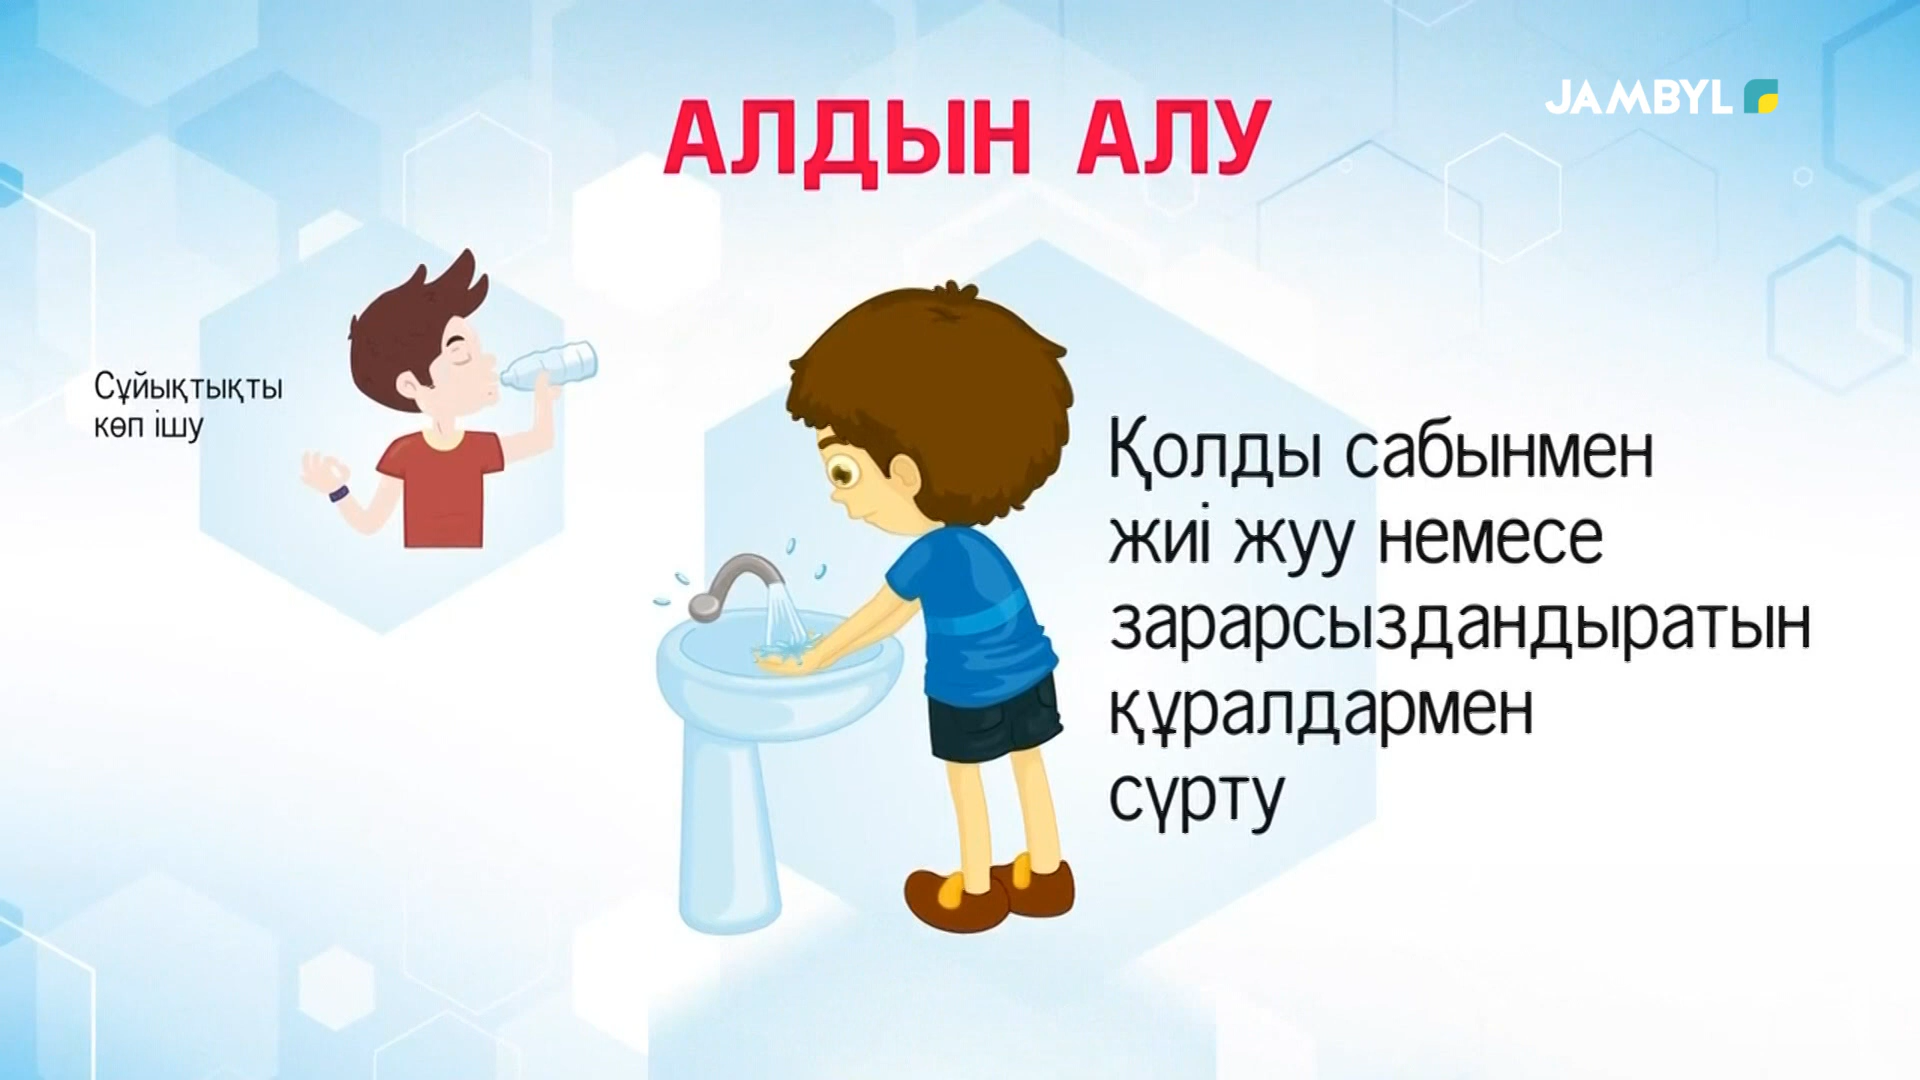 JAMBYL
АЛДЫН АЛУ
Сұйықтықты
көп ішу
Қолды сабынмен
жиі жуу немесе
зарарсыздандыратын
құралдармен
сүрту